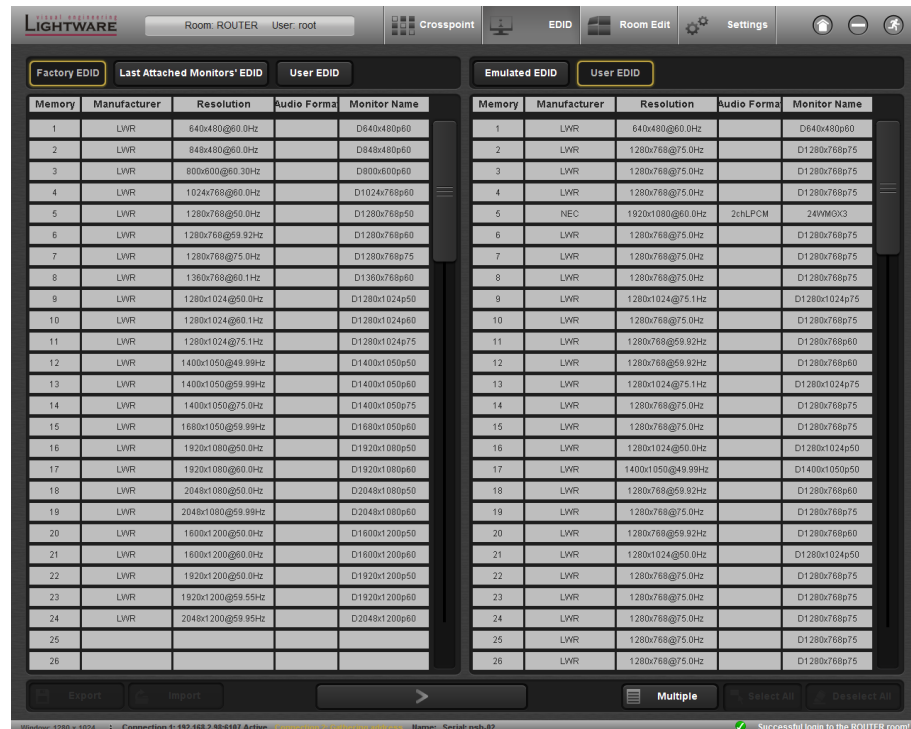 visual engineering
LIGHTWARE
Room: ROUTER User: root
Crosspoint
EDID
Room Edit
Settings
Factory EDID Last Attached Monitors' EDID User EDID
Emulated EDID User EDID
Memory Manufacturer Resolution Audio Format Monitor Name
1 LWR 640x480@60.0Hz D640x480p60
2 LWR 848x480@60.0Hz D848x480p60
3 LWR 800x600@60.30Hz D800x600p60
4 LWR 1024x768@60.0Hz D1024x768p60
5 LWR 1280x768@50.0Hz D1280x768p50
6 LWR 1280x768@59.92Hz D1280x768p60
7 LWR 1280x768@75.0Hz D1280x768p75
8 LWR 1360x768@60.1Hz D1360x768p60
9 LWR 1280x1024@50.0Hz D1280x1024p50
10 LWR 1280x1024@60.1Hz D1280x1024p60
11 LWR 1280x1024@75.1Hz D1280x1024p75
12 LWR 1400x1050@49.99Hz D1400x1050p50
13 LWR 1400x1050@59.99Hz D1400x1050p60
14 LWR 1400x1050@75.0Hz D1400x1050p75
15 LWR 1680x1050@59.99Hz D1680x1050p60
16 LWR 1920x1080@50.0Hz D1920x1080p50
17 LWR 1920x1080@60.0Hz D1920x1080p60
18 LWR 2048x1080@50.0Hz D2048x1080p50
19 LWR 2048x1080@59.99Hz D2048x1080p60
20 LWR 1600x1200@50.0Hz D1600x1200p50
21 LWR 1600x1200@60.0Hz D1600x1200p60
22 LWR 1920x1200@50.0Hz D1920x1200p50
23 LWR 1920x1200@59.55Hz D1920x1200p60
24 LWR 2048x1200@59.95Hz D2048x1200p60
25
26
Memory Manufacturer Resolution Audio Format Monitor Name
1 LWR 640x480@60.0Hz D640x480p60
2 LWR 1280x768@75.0Hz D1280x768p75
3 LWR 1280x768@75.0Hz D1280x768p75
4 LWR 1280x768@75.0Hz D1280x768p75
5 NEC 1920x1080@60.0Hz 2chLPCM 24WMGX3
6 LWR 1280x768@75.0Hz D1280x768p75
7 LWR 1280x768@75.0Hz D1280x768p75
8 LWR 1280x768@75.0Hz D1280x768p75
9 LWR 1280x1024@75.1Hz D1280x1024p75
10 LWR 1280x768@75.0Hz D1280x768p75
11 LWR 1280x768@59.92Hz D1280x768p60
12 LWR 1280x768@59.92Hz D1280x768p60
13 LWR 1280x1024@75.1Hz D1280x1024p75
14 LWR 1280x768@75.0Hz D1280x768p75
15 LWR 1280x768@75.0Hz D1280x768p75
16 LWR 1280x1024@50.0Hz D1280x1024p50
17 LWR 1400x1050@49.99Hz D1400x1050p50
18 LWR 1280x768@59.92Hz D1280x768p60
19 LWR 1280x768@75.0Hz D1280x768p75
20 LWR 1280x768@59.92Hz D1280x768p60
21 LWR 1280x1024@50.0Hz D1280x1024p50
22 LWR 1280x768@75.0Hz D1280x768p75
23 LWR 1280x768@75.0Hz D1280x768p75
24 LWR 1280x768@75.0Hz D1280x768p75
25 LWR 1280x768@75.0Hz D1280x768p75
26 LWR 1280x768@75.0Hz D1280x768p75
Export Import > Multiple Select All Deselect All
Window: 1280 x 1024 : Connection 1: 192.168.2.98:6107 Active Name: Serial: psb-02 Successful login to the ROUTER room!